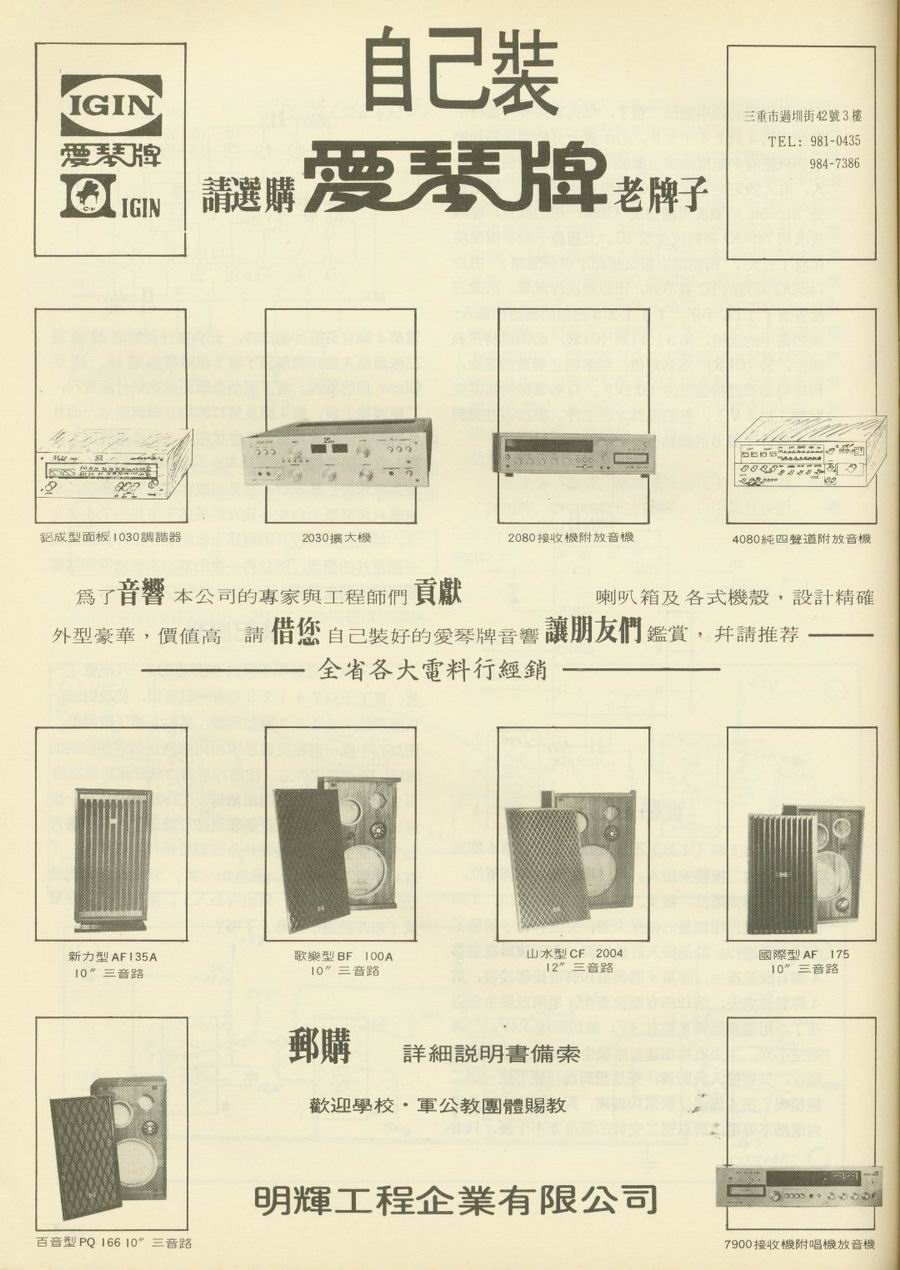 自己裝
IGIN
愛琴牌
IGIN
請選購 愛琴牌 老牌子
三重市過圳街42號3樓
TEL: 981-0435
984-7386
鋁成型面板1030調諧器
2030擴大機
2080接收機附放音機
4080純四聲道附放音機
爲了音響 本公司的專家與工程師們 貢獻 喇叭箱及各式機殼，設計精確
外型豪華，價值高 請 借您 自己裝好的愛琴牌音響 讓朋友們 鑑賞，幷請推荐
全省各大電料行經銷
新力型AF135A
10" 三音路
歌樂型BF 100A
10" 三音路
山水型CF 2004
12" 三音路
國際型AF 175
10" 三音路
郵購 詳細説明書備索
歡迎學校・軍公教團體賜教
明輝工程企業有限公司
百音型PQ 166 10" 三音路
7900接收機附唱機放音機